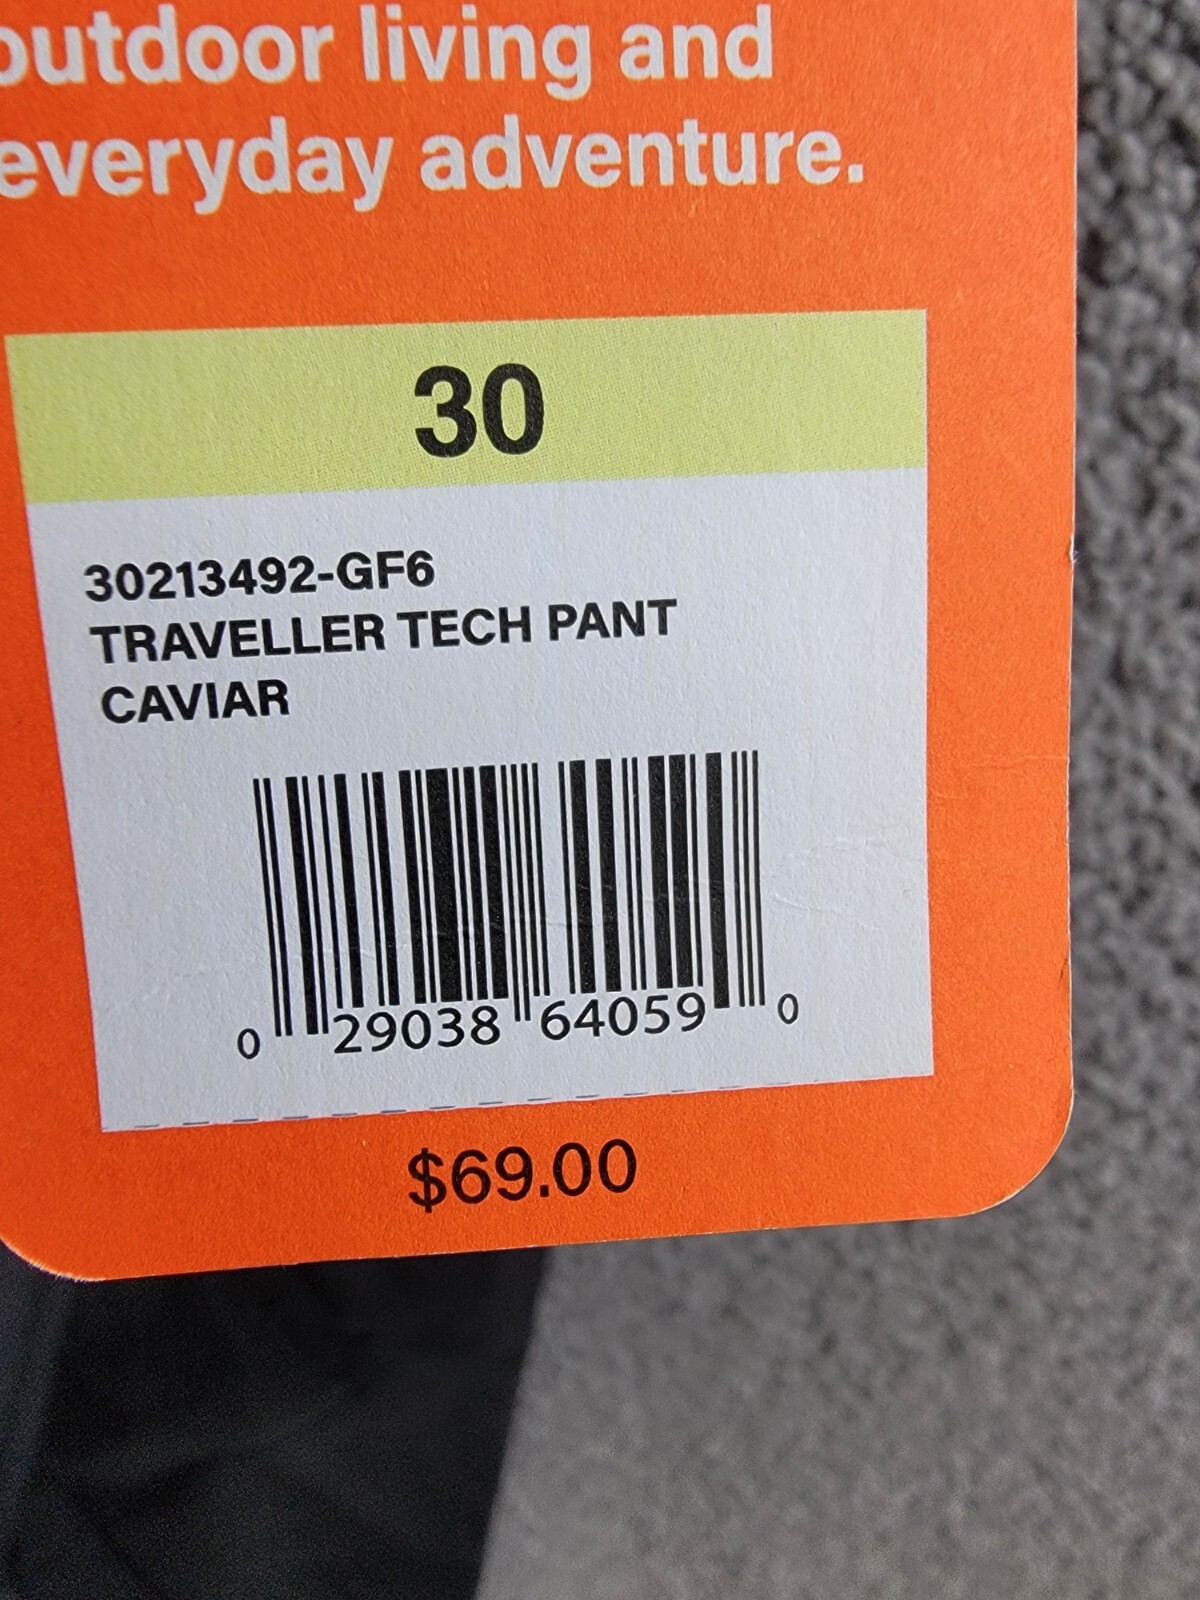 outdoor living and
everyday adventure.
30
30213492-GF6
TRAVELLER TECH PANT
CAVIAR
0 29038 64059 0
$69.00